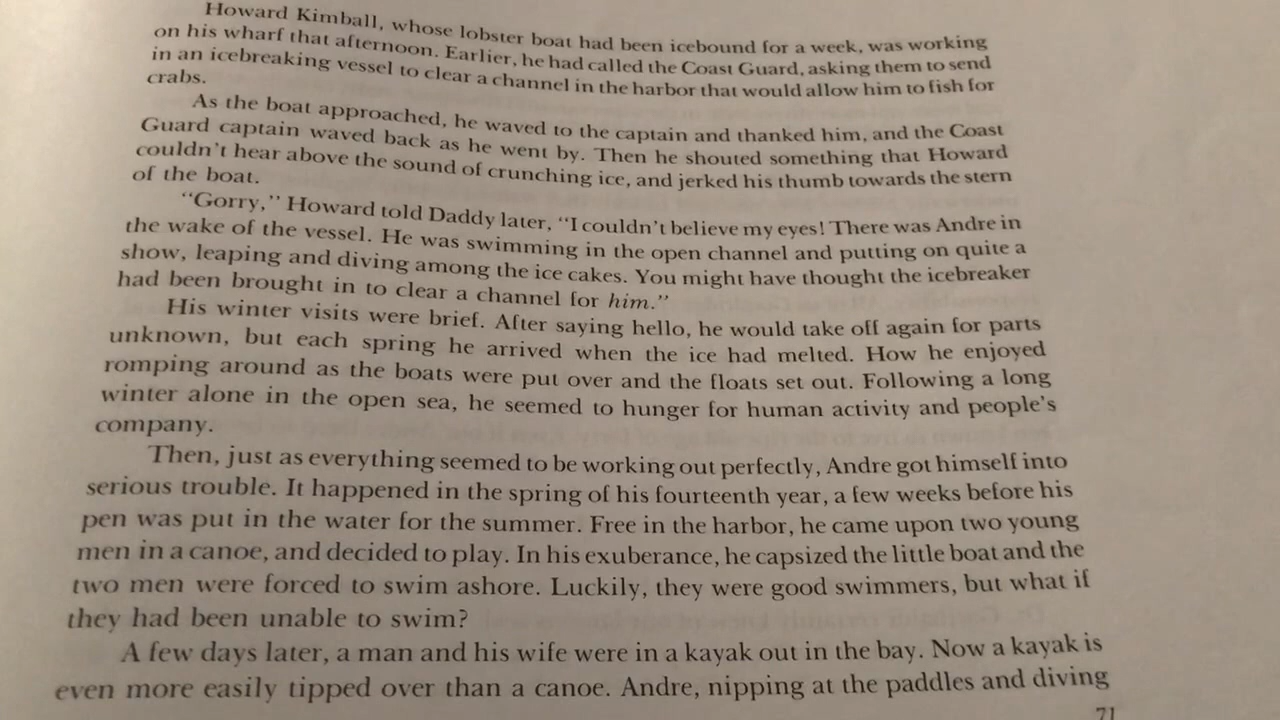 Howard Kimball, whose lobster boat had been icebound for a week, was working
on his wharf that afternoon. Earlier, he had called the Coast Guard, asking them to send
in an icebreaking vessel to clear a channel in the harbor that would allow him to fish for
crabs.
As the boat approached, he waved to the captain and thanked him, and the Coast
Guard captain waved back as he went by. Then he shouted something that Howard
couldn't hear above the sound of crunching ice, and jerked his thumb towards the stern
of the boat.
"Gorry," Howard told Daddy later, "I couldn't believe my eyes! There was Andre in
the wake of the vessel. He was swimming in the open channel and putting on quite a
show, leaping and diving among the ice cakes. You might have thought the icebreaker
had been brought in to clear a channel for him."
His winter visits were brief. After saying hello, he would take off again for parts
unknown, but each spring he arrived when the ice had melted. How he enjoyed
romping around as the boats were put over and the floats set out. Following a long
winter alone in the open sea, he seemed to hunger for human activity and people's
company.
Then, just as everything seemed to be working out perfectly, Andre got himself into
serious trouble. It happened in the spring of his fourteenth year, a few weeks before his
pen was put in the water for the summer. Free in the harbor, he came upon two young
men in a canoe, and decided to play. In his exuberance, he capsized the little boat and the
two men were forced to swim ashore. Luckily, they were good swimmers, but what if
they had been unable to swim?
A few days later, a man and his wife were in a kayak out in the bay. Now a kayak is
even more easily tipped over than a canoe. Andre, nipping at the paddles and diving
71